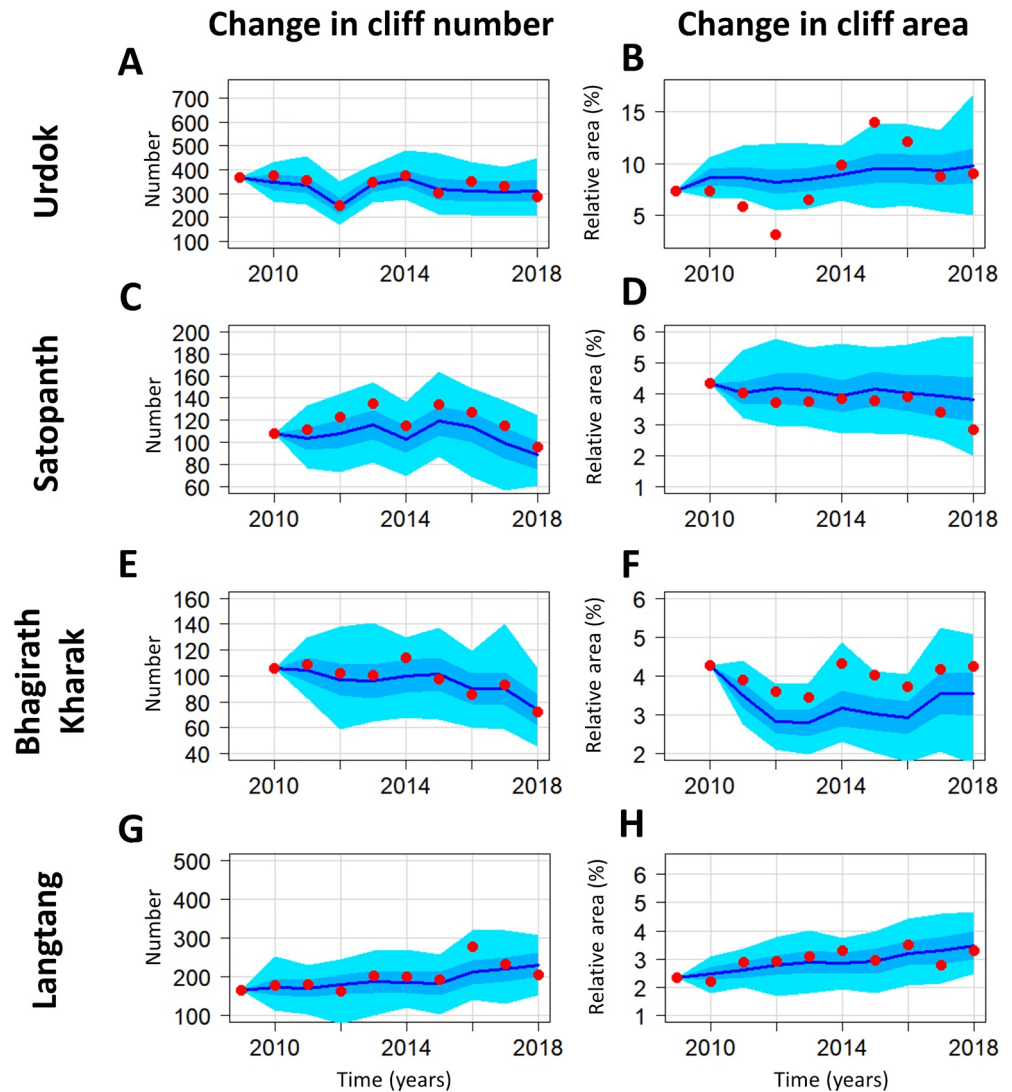 Change in cliff number
Change in cliff area
A
B
Urdok
Number
700
600
500
400
300
200
100
2010
2014
2018
Relative area (%)
15
10
5
2010
2014
2018
C
D
Satopanth
Number
200
180
160
140
120
100
80
60
2010
2014
2018
Relative area (%)
6
5
4
3
2
1
2010
2014
2018
E
F
Bhagirath
Kharak
Number
160
140
120
100
80
60
40
2010
2014
2018
Relative area (%)
6
5
4
3
2
2010
2014
2018
G
H
Langtang
Number
500
400
300
200
100
2010
2014
2018
Time (years)
Relative area (%)
6
5
4
3
2
1
2010
2014
2018
Time (years)